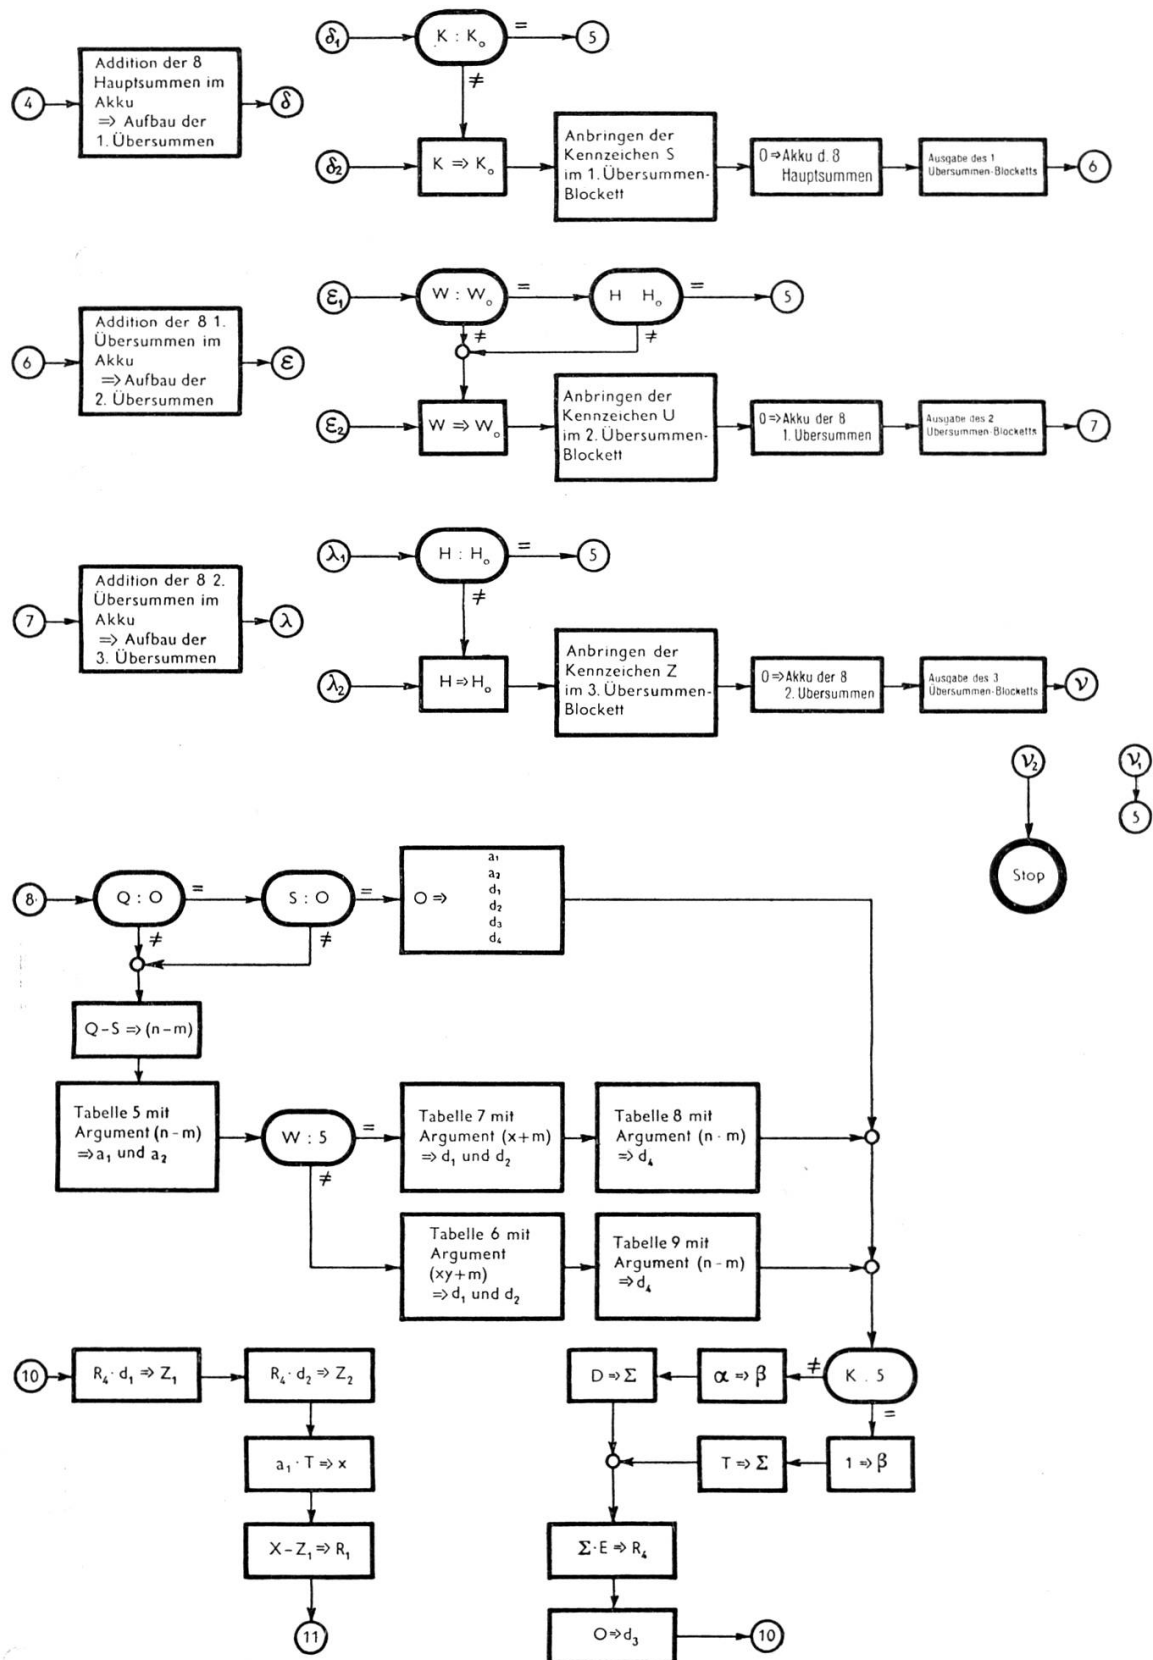 δ₁
K : K₀
=
5
≠
4
Addition der 8
Hauptsummen im
Akku
⇒ Aufbau der
1. Übersummen
δ
δ₂
K ⇒ K₀
Anbringen der
Kennzeichen S
im 1. Übersummen-
Blockett
O ⇒ Akku d. 8
Hauptsummen
Ausgabe des 1
Übersummen-Blocketts
6
ε₁
W : W₀
=
H H₀
=
5
≠
≠
6
Addition der 8 1.
Übersummen im
Akku
⇒ Aufbau der
2. Übersummen
ε
ε₂
W ⇒ W₀
Anbringen der
Kennzeichen U
im 2. Übersummen-
Blockett
O ⇒ Akku der 8
1. Übersummen
Ausgabe des 2
Übersummen-Blocketts
7
λ₁
H : H₀
=
5
≠
7
Addition der 8 2.
Übersummen im
Akku
⇒ Aufbau der
3. Übersummen
λ
λ₂
H ⇒ H₀
Anbringen der
Kennzeichen Z
im 3. Übersummen-
Blockett
O ⇒ Akku der 8
2. Übersummen
Ausgabe des 3
Übersummen-Blocketts
ν
ν₂
ν₁
5
Stop
8
Q : O
=
S : O
=
O ⇒
a₁
a₂
d₁
d₂
d₃
d₄
≠
≠
Q – S ⇒ (n – m)
Tabelle 5 mit
Argument (n – m)
⇒ a₁ und a₂
W : 5
=
≠
Tabelle 7 mit
Argument (x + m)
⇒ d₁ und d₂
Tabelle 8 mit
Argument (n · m)
⇒ d₄
Tabelle 6 mit
Argument
(xy + m)
⇒ d₁ und d₂
Tabelle 9 mit
Argument (n – m)
⇒ d₄
10
R₄ · d₁ ⇒ Z₁
R₄ · d₂ ⇒ Z₂
D ⇒ Σ
α ⇒ β
≠
K . 5
=
a₁ · T ⇒ x
T ⇒ Σ
1 ⇒ β
X – Z₁ ⇒ R₁
Σ · E ⇒ R₄
11
O ⇒ d₃
10